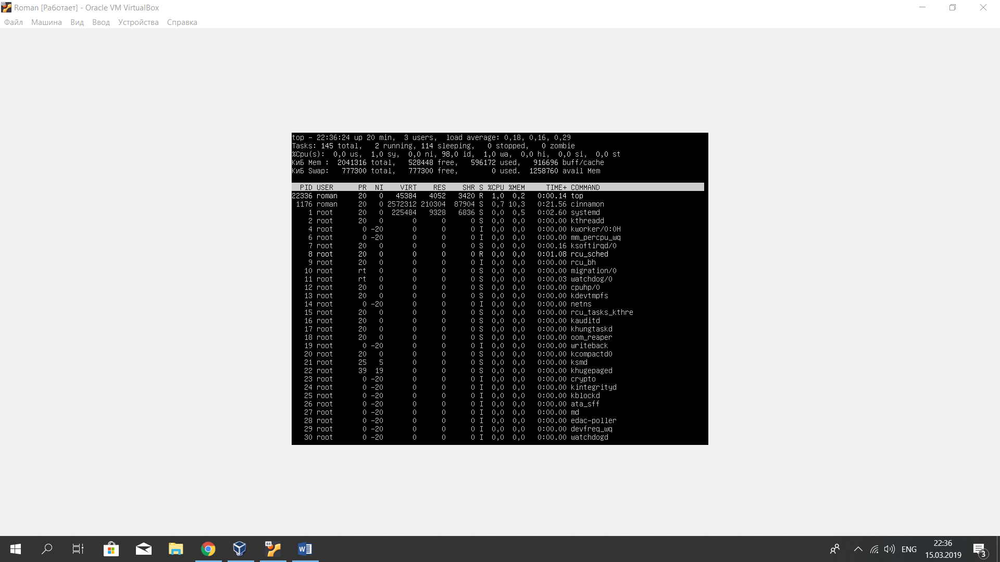 Roman [Работает] - Oracle VM VirtualBox
Файл Машина Вид Ввод Устройства Справка
top - 22:36:24 up 20 min,  3 users,  load average: 0,18, 0,16, 0,29
Tasks: 145 total,   2 running, 114 sleeping,   0 stopped,   0 zombie
%Cpu(s):  0,0 us,  1,0 sy,  0,0 ni, 98,0 id,  1,0 wa,  0,0 hi,  0,0 si,  0,0 st
КиБ Mem :  2041316 total,   528448 free,   596172 used,   916696 buff/cache
КиБ Swap:   777300 total,   777300 free,        0 used.  1258760 avail Mem
PID USER PR NI VIRT RES SHR S %CPU %MEM TIME+ COMMAND
22336 roman 20 0 45384 4052 3420 R 1,0 0,2 0:00.14 top
1176 roman 20 0 2572312 210304 87904 S 0,7 10,3 0:21.56 cinnamon
1 root 20 0 225484 9328 6836 S 0,0 0,5 0:02.60 systemd
2 root 20 0 0 0 0 S 0,0 0,0 0:00.00 kthreadd
4 root 0 -20 0 0 0 I 0,0 0,0 0:00.00 kworker/0:0H
6 root 0 -20 0 0 0 I 0,0 0,0 0:00.00 mm_percpu_wq
7 root 20 0 0 0 0 S 0,0 0,0 0:00.16 ksoftirqd/0
8 root 20 0 0 0 0 R 0,0 0,0 0:01.08 rcu_sched
9 root 20 0 0 0 0 I 0,0 0,0 0:00.00 rcu_bh
10 root rt 0 0 0 0 S 0,0 0,0 0:00.00 migration/0
11 root rt 0 0 0 0 S 0,0 0,0 0:00.03 watchdog/0
12 root 20 0 0 0 0 S 0,0 0,0 0:00.00 cpuhp/0
13 root 20 0 0 0 0 S 0,0 0,0 0:00.00 kdevtmpfs
14 root 0 -20 0 0 0 I 0,0 0,0 0:00.00 netns
15 root 20 0 0 0 0 S 0,0 0,0 0:00.00 rcu_tasks_kthre
16 root 20 0 0 0 0 S 0,0 0,0 0:00.00 kauditd
17 root 20 0 0 0 0 S 0,0 0,0 0:00.00 khungtaskd
18 root 20 0 0 0 0 S 0,0 0,0 0:00.00 oom_reaper
19 root 0 -20 0 0 0 I 0,0 0,0 0:00.00 writeback
20 root 20 0 0 0 0 S 0,0 0,0 0:00.00 kcompactd0
21 root 25 5 0 0 0 S 0,0 0,0 0:00.00 ksmd
22 root 39 19 0 0 0 S 0,0 0,0 0:00.00 khugepaged
23 root 0 -20 0 0 0 I 0,0 0,0 0:00.00 crypto
24 root 0 -20 0 0 0 I 0,0 0,0 0:00.00 kintegrityd
25 root 0 -20 0 0 0 I 0,0 0,0 0:00.00 kblockd
26 root 0 -20 0 0 0 I 0,0 0,0 0:00.00 ata_sff
27 root 0 -20 0 0 0 I 0,0 0,0 0:00.00 md
28 root 0 -20 0 0 0 I 0,0 0,0 0:00.00 edac-poller
29 root 0 -20 0 0 0 I 0,0 0,0 0:00.00 devfreq_wq
30 root 0 -20 0 0 0 I 0,0 0,0 0:00.00 watchdogd
64
W
ENG
22:36
15.03.2019
3